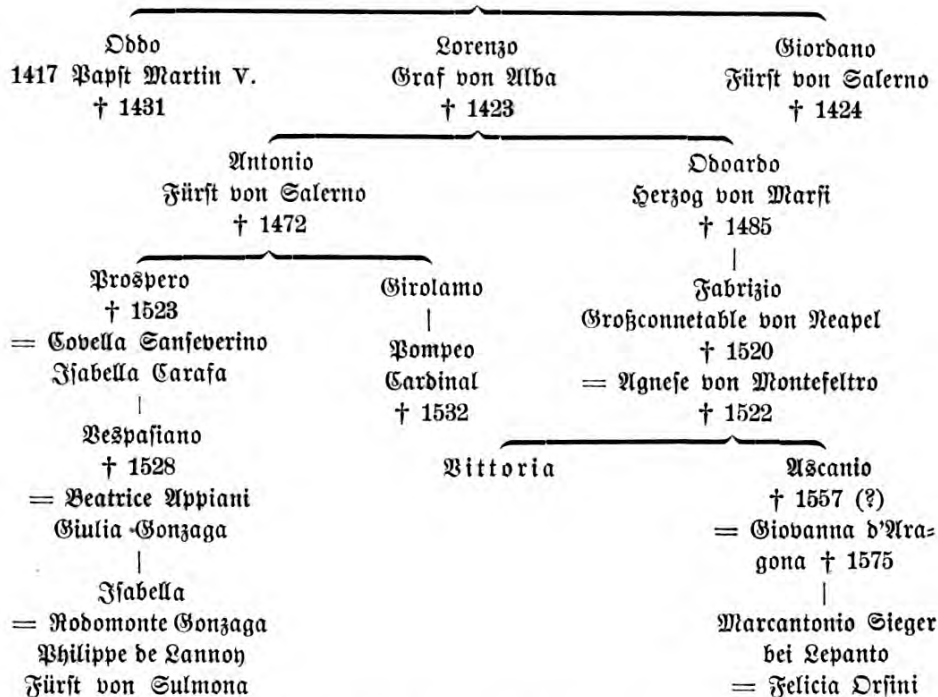 Oddo
1417 Papst Martin V.
† 1431
Lorenzo
Graf von Alba
† 1423
Giordano
Fürst von Salerno
† 1424
Antonio
Fürst von Salerno
† 1472
Odoardo
Herzog von Marsi
† 1485
Prospero
† 1523
= Covella Sanseverino
Isabella Carafa
Girolamo
Pompeo
Cardinal
† 1532
Fabrizio
Großconnetable von Neapel
† 1520
= Agnese von Montefeltro
† 1522
Vespasiano
† 1528
= Beatrice Appiani
Giulia Gonzaga
Vittoria
Ascanio
† 1557 (?)
= Giovanna d'Ara-
gona † 1575
Isabella
= Rodomonte Gonzaga
Philippe de Lannoy
Fürst von Sulmona
Marcantonio Sieger
bei Lepanto
= Felicia Orsini